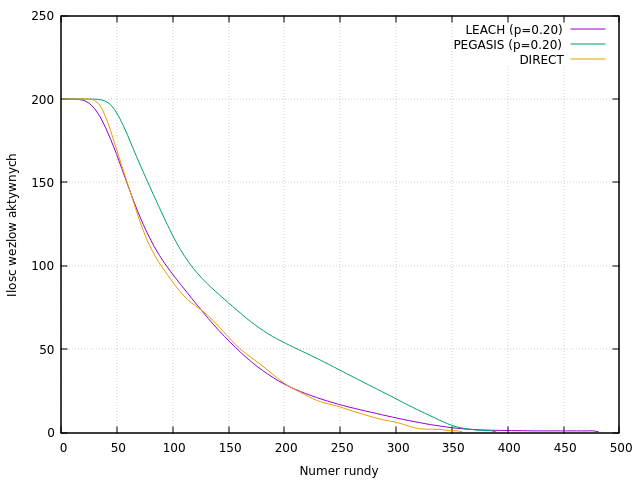 250
200
150
100
50
0
Ilosc wezlow aktywnych
LEACH (p=0.20)
PEGASIS (p=0.20)
DIRECT
0 50 100 150 200 250 300 350 400 450 500
Numer rundy